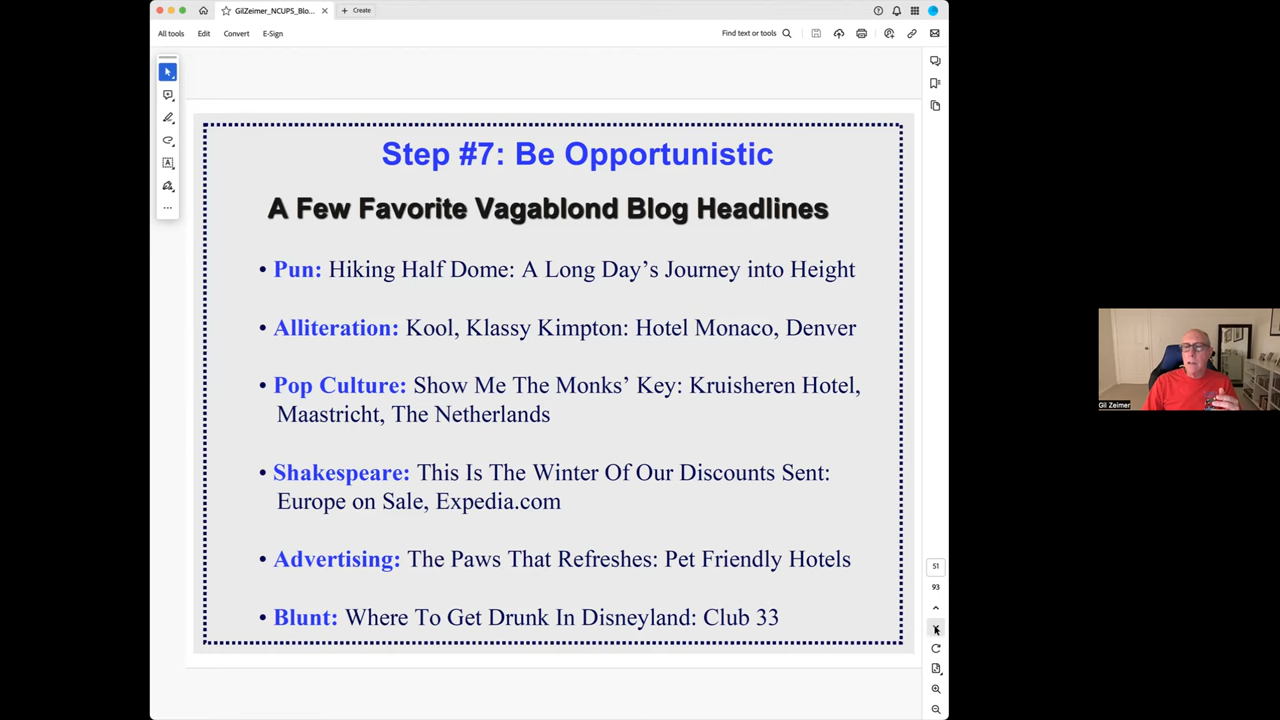 GilZeimer_NCUPS_Blo...
Create
All tools
Edit
Convert
E-Sign
Find text or tools
Step #7: Be Opportunistic
A Few Favorite Vagablond Blog Headlines
• Pun: Hiking Half Dome: A Long Day's Journey into Height
• Alliteration: Kool, Klassy Kimpton: Hotel Monaco, Denver
• Pop Culture: Show Me The Monks' Key: Kruisheren Hotel,
Maastricht, The Netherlands
• Shakespeare: This Is The Winter Of Our Discounts Sent:
Europe on Sale, Expedia.com
• Advertising: The Paws That Refreshes: Pet Friendly Hotels
• Blunt: Where To Get Drunk In Disneyland: Club 33
51
93
Gil Zeimer